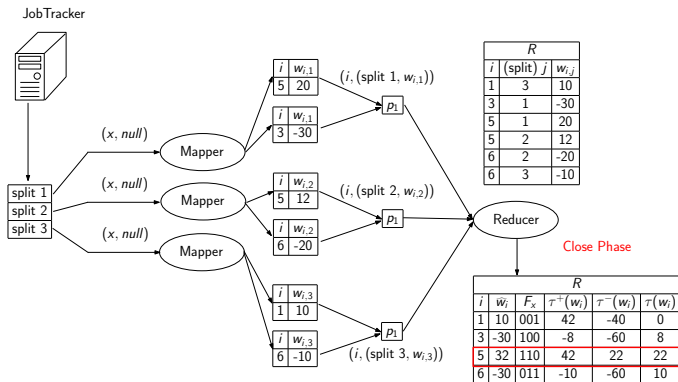 JobTracker
split 1
split 2
split 3
(x, null)
(x, null)
(x, null)
Mapper
Mapper
Mapper
i w_{i,1}
5 20
i w_{i,1}
3 -30
i w_{i,2}
5 12
i w_{i,2}
6 -20
i w_{i,3}
1 10
i w_{i,3}
6 -10
(i, (split 1, w_{i,1}))
p_1
(i, (split 2, w_{i,2}))
p_1
p_1
(i, (split 3, w_{i,3}))
Reducer
Close Phase
R
i (split) j w_{i,j}
1 3 10
3 1 -30
5 1 20
5 2 12
6 2 -20
6 3 -10
R
i ŵ_i F_x τ⁺(w_i) τ⁻(w_i) τ(w_i)
1 10 001 42 -40 0
3 -30 100 -8 -60 8
5 32 110 42 22 22
6 -30 011 -10 -60 10